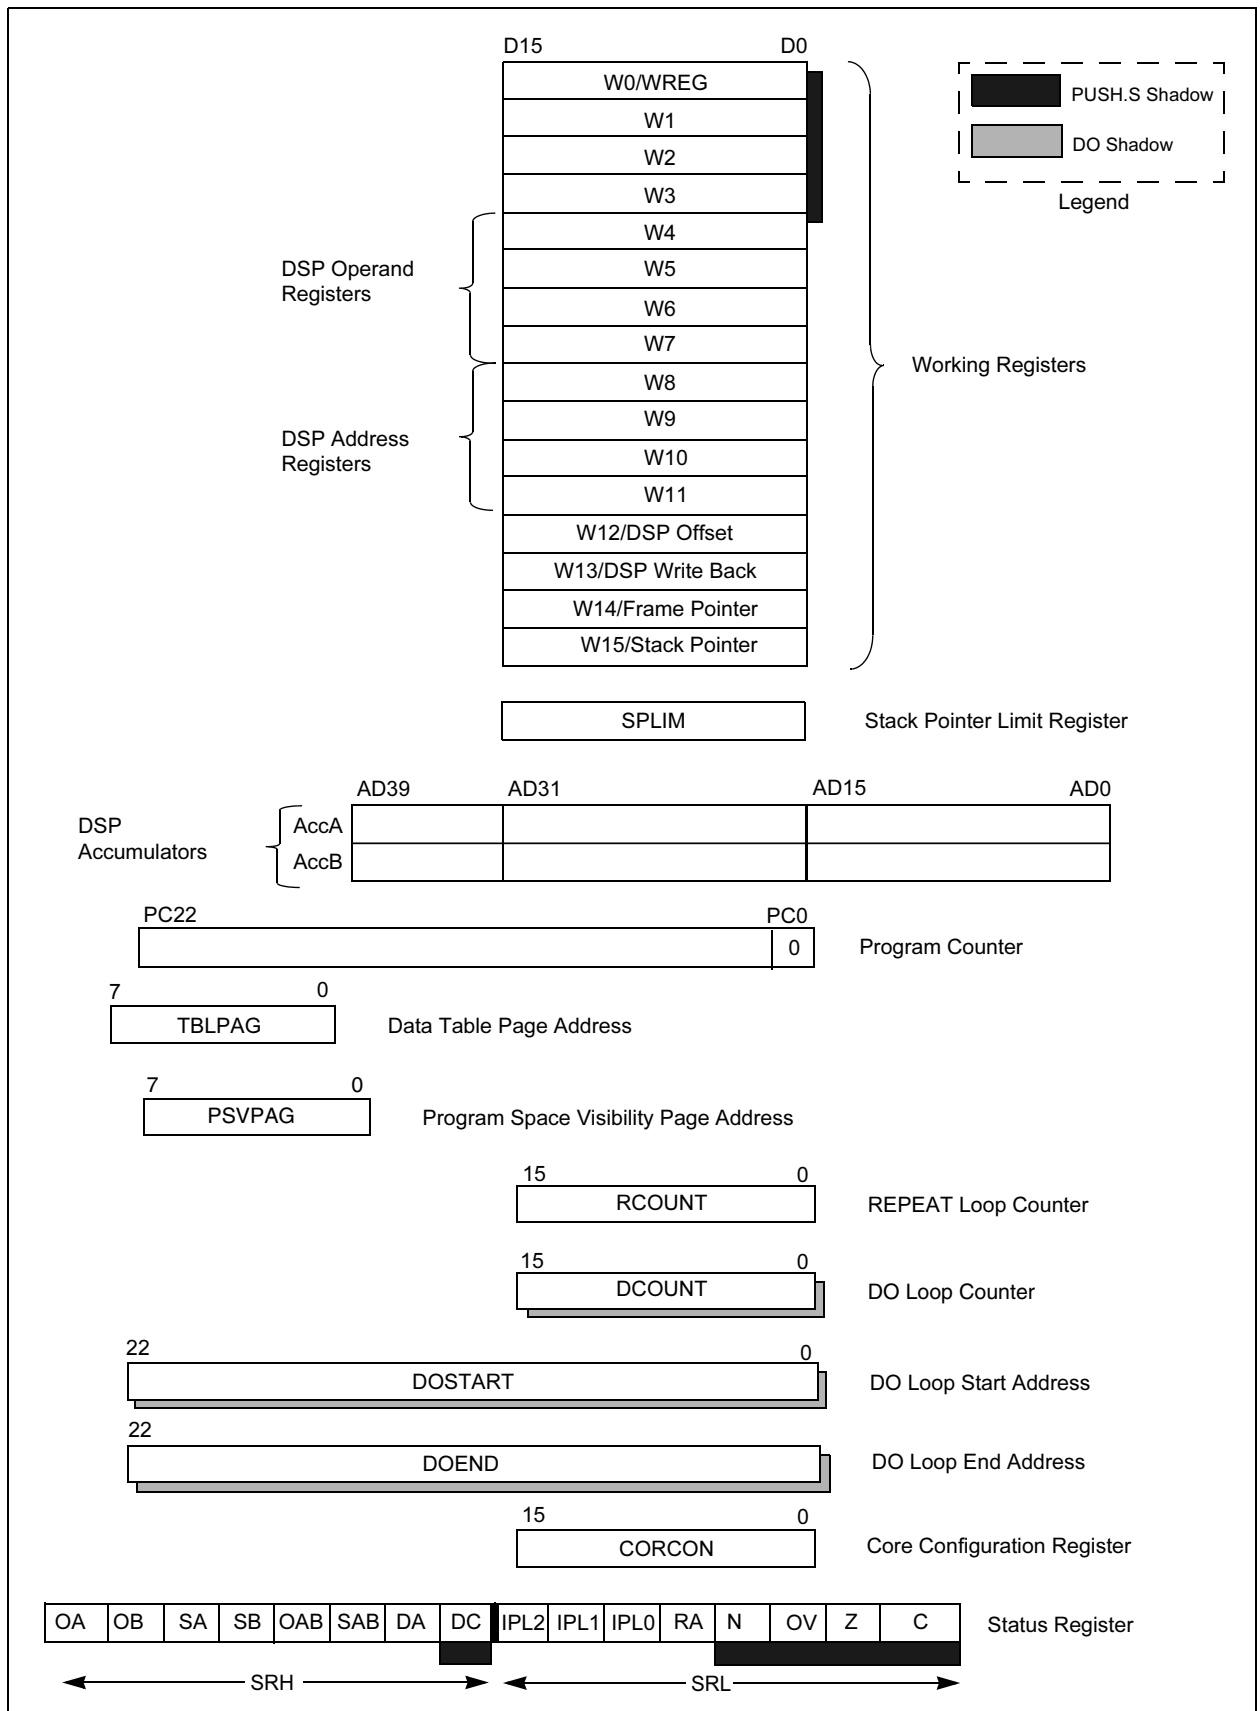 D15 D0
W0/WREG
W1
W2
W3
W4
W5
W6
W7
W8
W9
W10
W11
W12/DSP Offset
W13/DSP Write Back
W14/Frame Pointer
W15/Stack Pointer
PUSH.S Shadow
DO Shadow
Legend
DSP Operand
Registers
DSP Address
Registers
Working Registers
SPLIM Stack Pointer Limit Register
AD39 AD31 AD15 AD0
DSP
Accumulators
AccA
AccB
PC22 PC0
0 Program Counter
7 0
TBLPAG Data Table Page Address
7 0
PSVPAG Program Space Visibility Page Address
15 0
RCOUNT REPEAT Loop Counter
15 0
DCOUNT DO Loop Counter
22 0
DOSTART DO Loop Start Address
22
DOEND DO Loop End Address
15 0
CORCON Core Configuration Register
OA OB SA SB OAB SAB DA DC IPL2 IPL1 IPL0 RA N OV Z C Status Register
SRH SRL